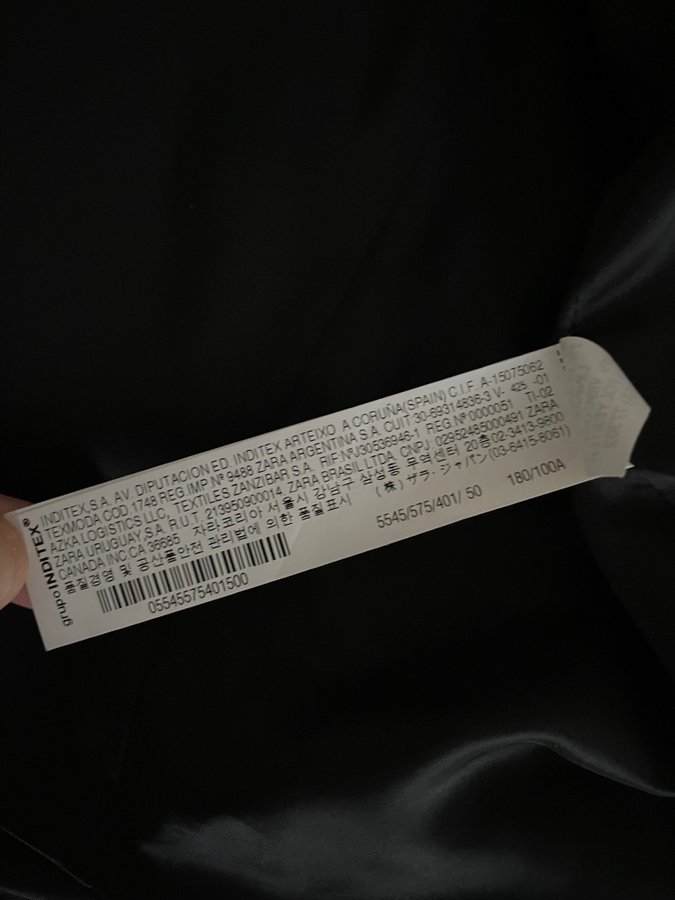 grupo INDITEX®
INDITEX,S.A. AV. DIPUTACION ED. INDITEX ARTEIXO A CORUÑA(SPAIN) C.I.F. A-15075062
TEXMODA COD 1748 REG IMP Nº 9486 ZARA ARGENTINA S.A. CUIT:30-69314836-3 V- 425 -01
AZKA LOGISTICS LLC, TEXTILES ZANZIBAR S.A. RIF.NºJ30536946-1 REG Nº 0000051 TI-02
ZARA URUGUAY,S.A. R.U.T 213950900014 ZARA BRASIL LTDA. CNPJ 02952485000491 ZARA
CANADA INC CA 36685 자라코리아 서울시 강남구 삼성동 무역센터 20층 02-3413-9800
품질경영 및 공산품안전 관리법에 의한 품질표시 (株) ザラ・ジャパン(03-6415-8061)
5545/575/401/ 50 180/100A
05545575401500